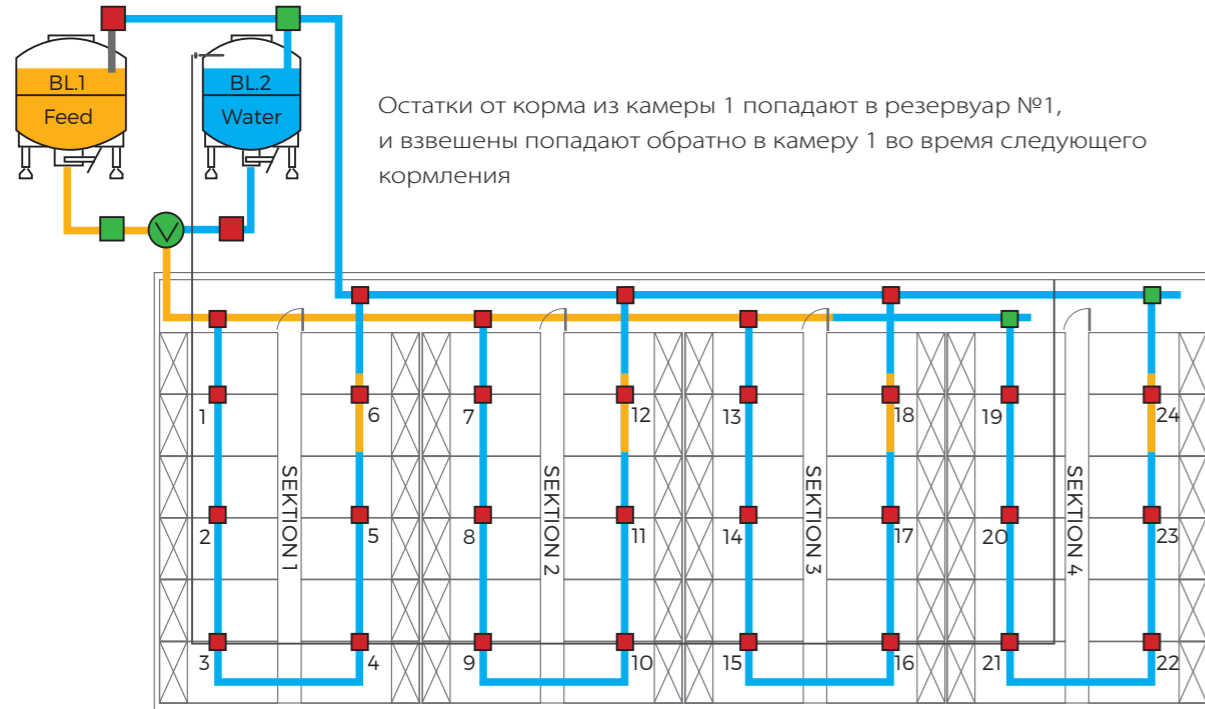 BL.1
Feed
BL.2
Water
Остатки от корма из камеры 1 попадают в резервуар №1,
и взвешены попадают обратно в камеру 1 во время следующего
кормления
1
6
7
12
13
18
19
24
SEKTION 1
SEKTION 2
SEKTION 3
SEKTION 4
2
5
8
11
14
17
20
23
3
4
9
10
15
16
21
22